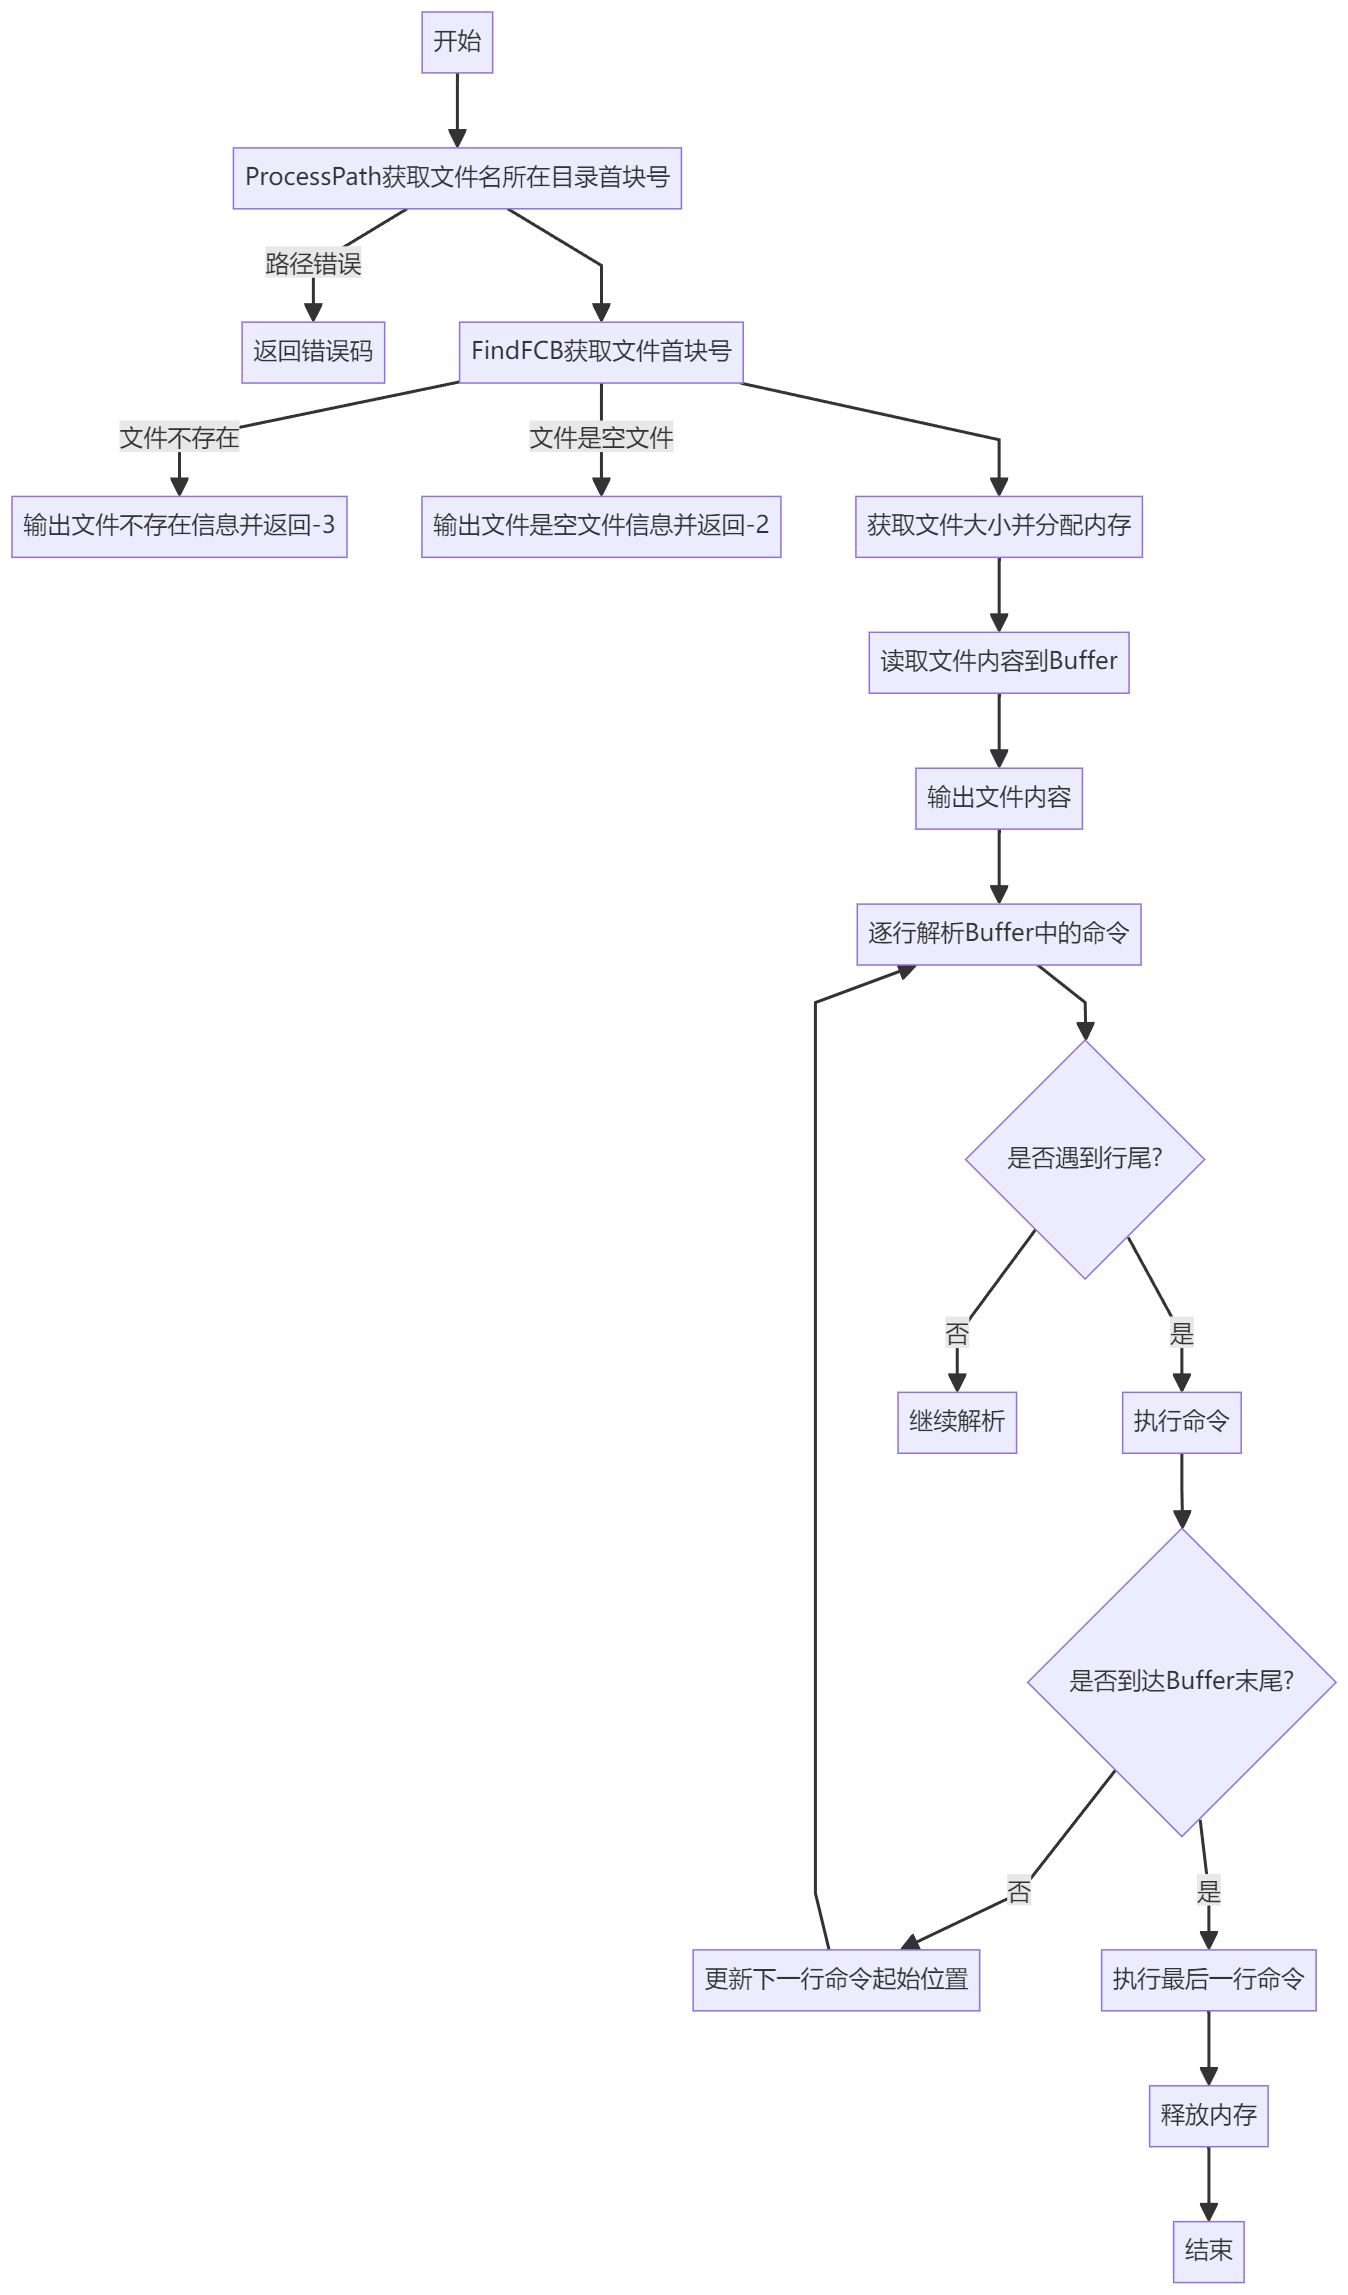 开始
ProcessPath获取文件名所在目录首块号
路径错误
返回错误码
FindFCB获取文件首块号
文件不存在
文件是空文件
输出文件不存在信息并返回-3
输出文件是空文件信息并返回-2
获取文件大小并分配内存
读取文件内容到Buffer
输出文件内容
逐行解析Buffer中的命令
是否遇到行尾?
否
是
继续解析
执行命令
是否到达Buffer末尾?
否
是
更新下一行命令起始位置
执行最后一行命令
释放内存
结束